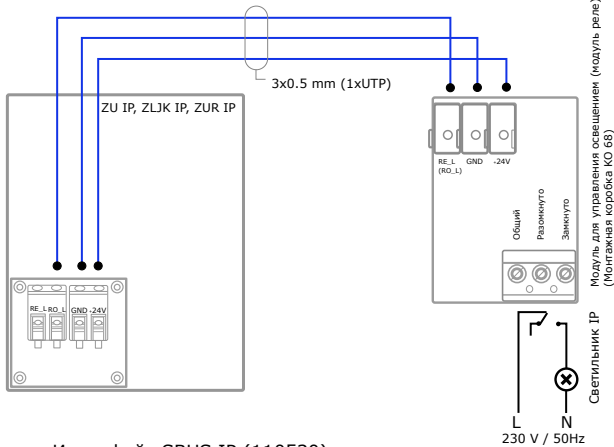 3x0.5 mm (1xUTP)
ZU IP, ZLJK IP, ZUR IP
RE_L
(RO_L)
GND
-24V
Общий
Разомкнуто
Замкнуто
Модуль для управления освещением (модуль реле)
(Монтажная коробка КО 68)
RE_L
RO_L
GND
-24V
Светильник IP
L
N
230 V / 50Hz